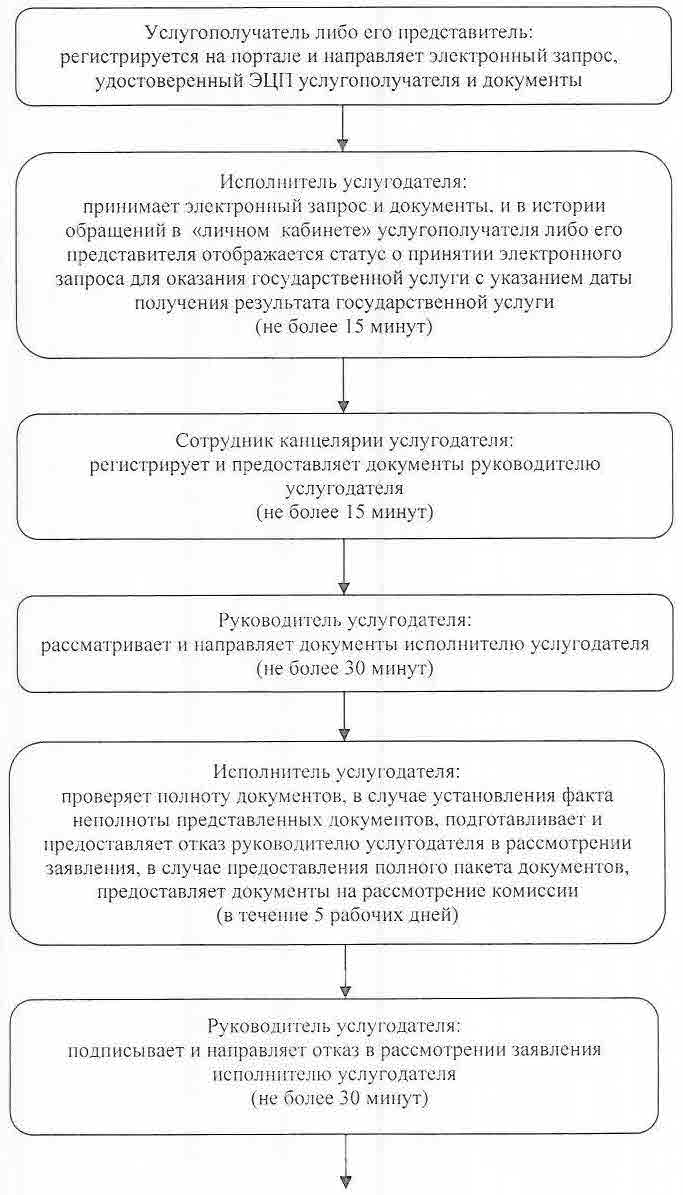 Услугополучатель либо его представитель:
регистрируется на портале и направляет электронный запрос,
удостоверенный ЭЦП услугополучателя и документы
Исполнитель услугодателя:
принимает электронный запрос и документы, и в истории
обращений в «личном кабинете» услугополучателя либо его
представителя отображается статус о принятии электронного
запроса для оказания государственной услуги с указанием даты
получения результата государственной услуги
(не более 15 минут)
Сотрудник канцелярии услугодателя:
регистрирует и предоставляет документы руководителю
услугодателя
(не более 15 минут)
Руководитель услугодателя:
рассматривает и направляет документы исполнителю услугодателя
(не более 30 минут)
Исполнитель услугодателя:
проверяет полноту документов, в случае установления факта
неполноты представленных документов, подготавливает и
предоставляет отказ руководителю услугодателя в рассмотрении
заявления, в случае предоставления полного пакета документов,
предоставляет документы на рассмотрение комиссии
(в течение 5 рабочих дней)
Руководитель услугодателя:
подписывает и направляет отказ в рассмотрении заявления
исполнителю услугодателя
(не более 30 минут)